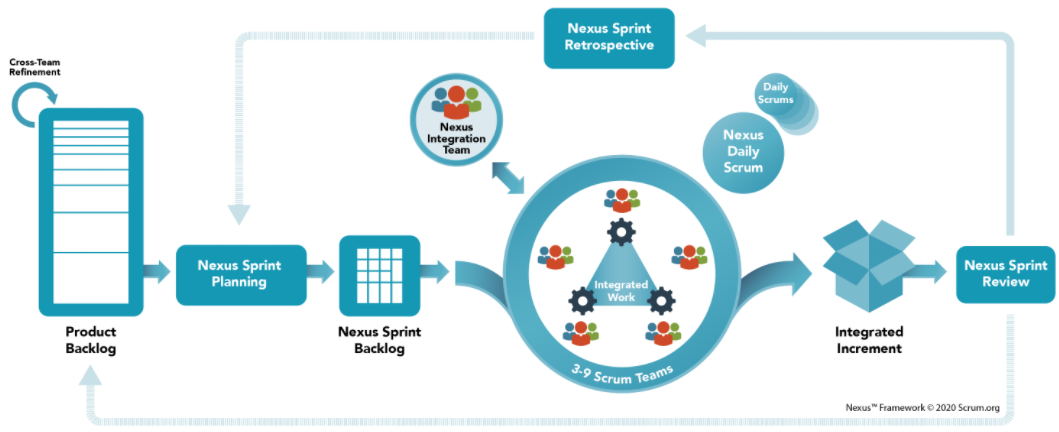 Nexus Sprint
Retrospective
Cross-Team
Refinement
Daily
Scrums
Nexus
Integration
Team
Nexus
Daily
Scrum
Nexus Sprint
Planning
Integrated
Work
Nexus Sprint
Review
Product
Backlog
Nexus Sprint
Backlog
3-9 Scrum Teams
Integrated
Increment
Nexus™ Framework © 2020 Scrum.org